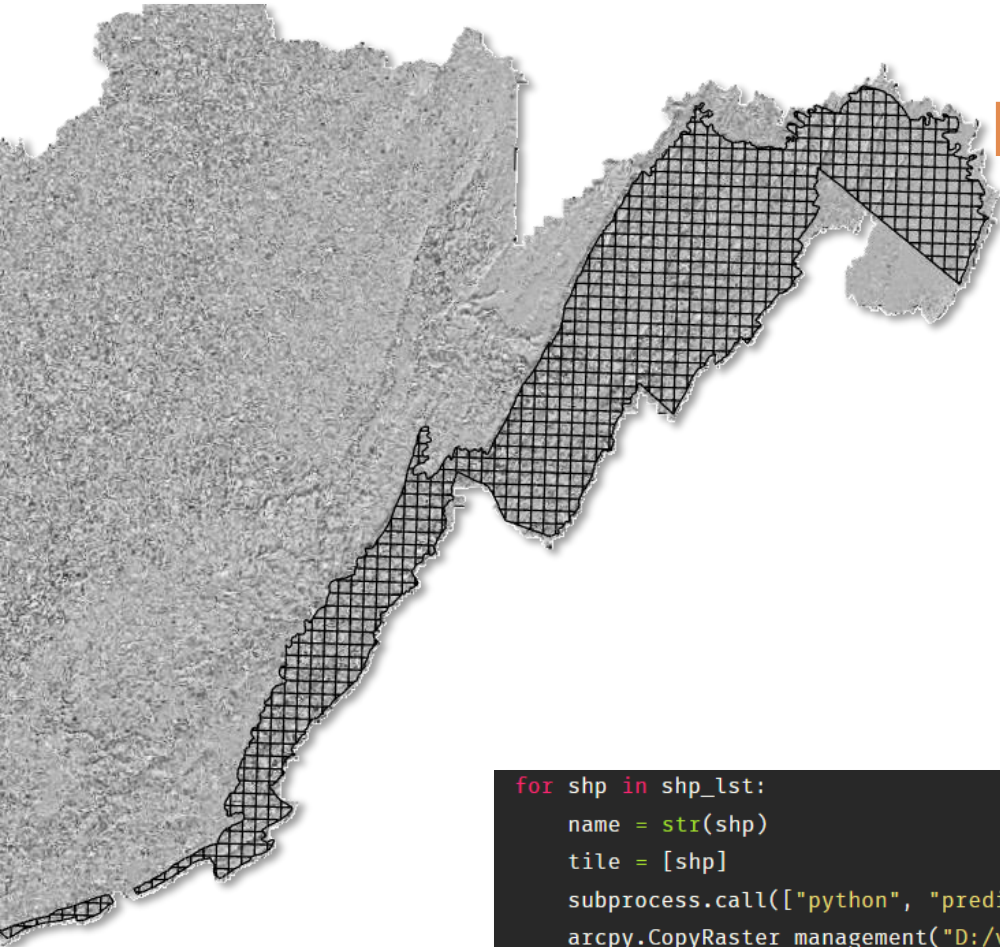 for shp in shp_lst:
name = str(shp)
tile = [shp]
subprocess.call(["python", "predi
arcpy.CopyRaster_management("D:/